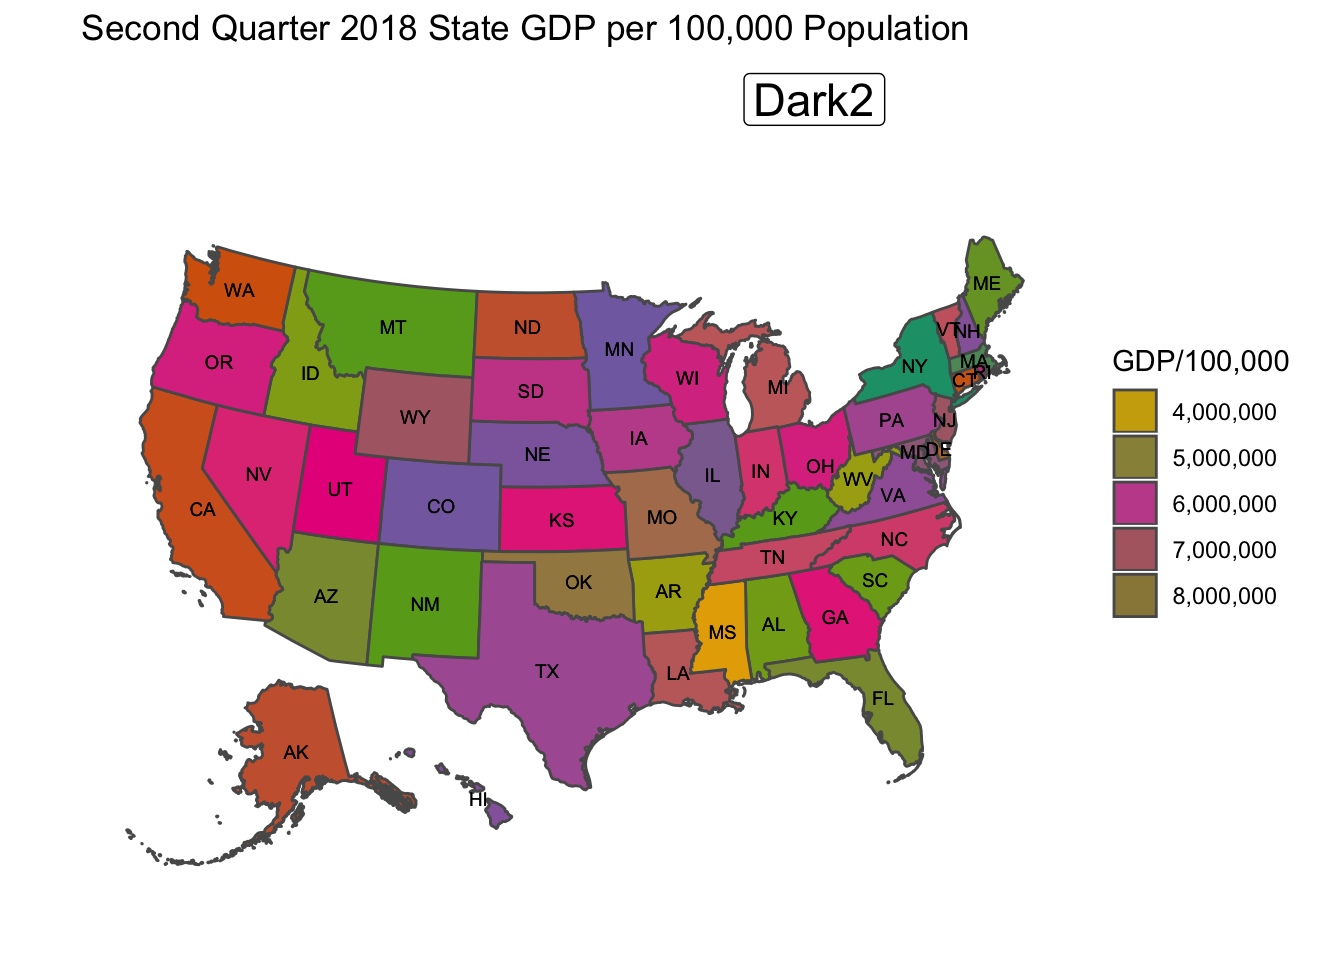 Second Quarter 2018 State GDP per 100,000 Population
Dark2
ME
WA
MT
ND
VT
NH
MN
MA
OR
NY
RI
ID
WI
CT
SD
MI
WY
PA
NJ
IA
MD
DE
NE
OH
NV
IL
IN
WV
UT
VA
CO
CA
KS
MO
KY
NC
TN
OK
SC
AZ
AR
NM
GA
MS
AL
TX
LA
FL
AK
HI
GDP/100,000
4,000,000
5,000,000
6,000,000
7,000,000
8,000,000